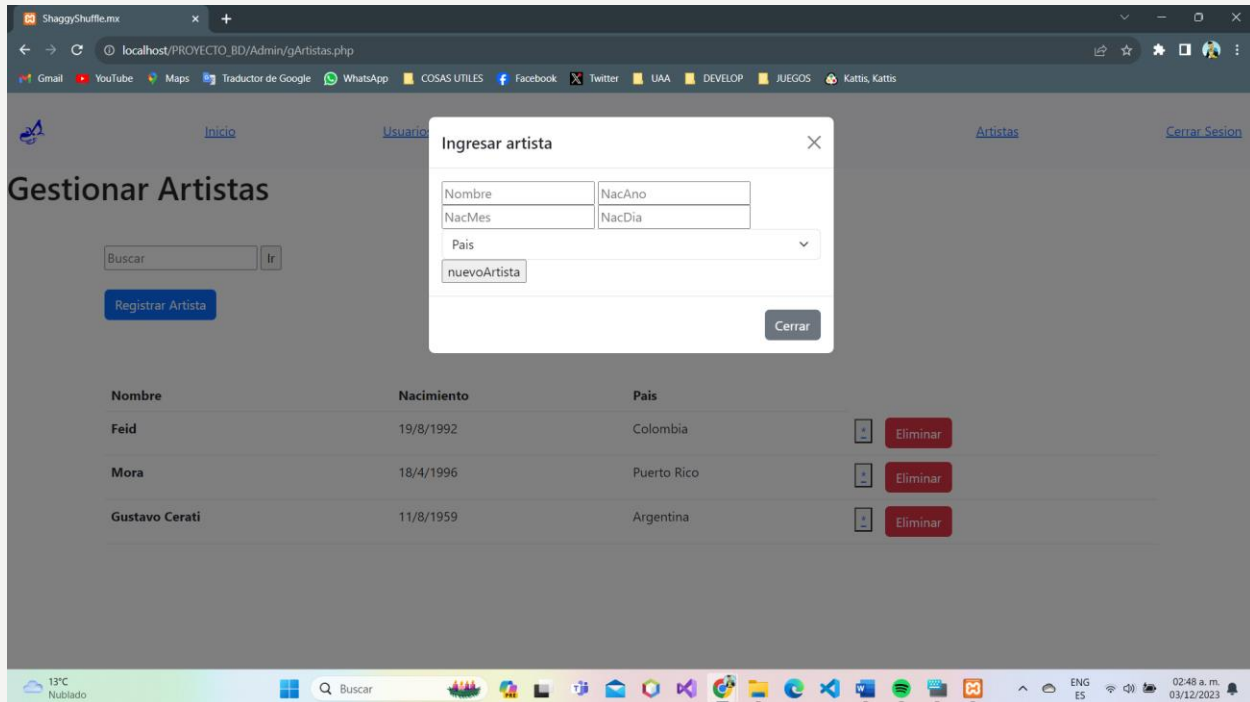 ShaggyShuffle.mx
localhost/PROYECTO_BD/Admin/gArtistas.php
Gmail YouTube Maps Traductor de Google WhatsApp COSAS UTILES Facebook Twitter UAA DEVELOP JUEGOS Kattis, Kattis
Inicio Usuarios Artistas Cerrar Sesion
Gestionar Artistas
Ingresar artista
Nombre NacAno
NacMes NacDia
Pais
nuevoArtista
Cerrar
Buscar Ir
Registrar Artista
Nombre Nacimiento Pais
Feid 19/8/1992 Colombia Eliminar
Mora 18/4/1996 Puerto Rico Eliminar
Gustavo Cerati 11/8/1959 Argentina Eliminar
13°C
Nublado
Buscar
ENG
ES
02:48 a. m.
03/12/2023